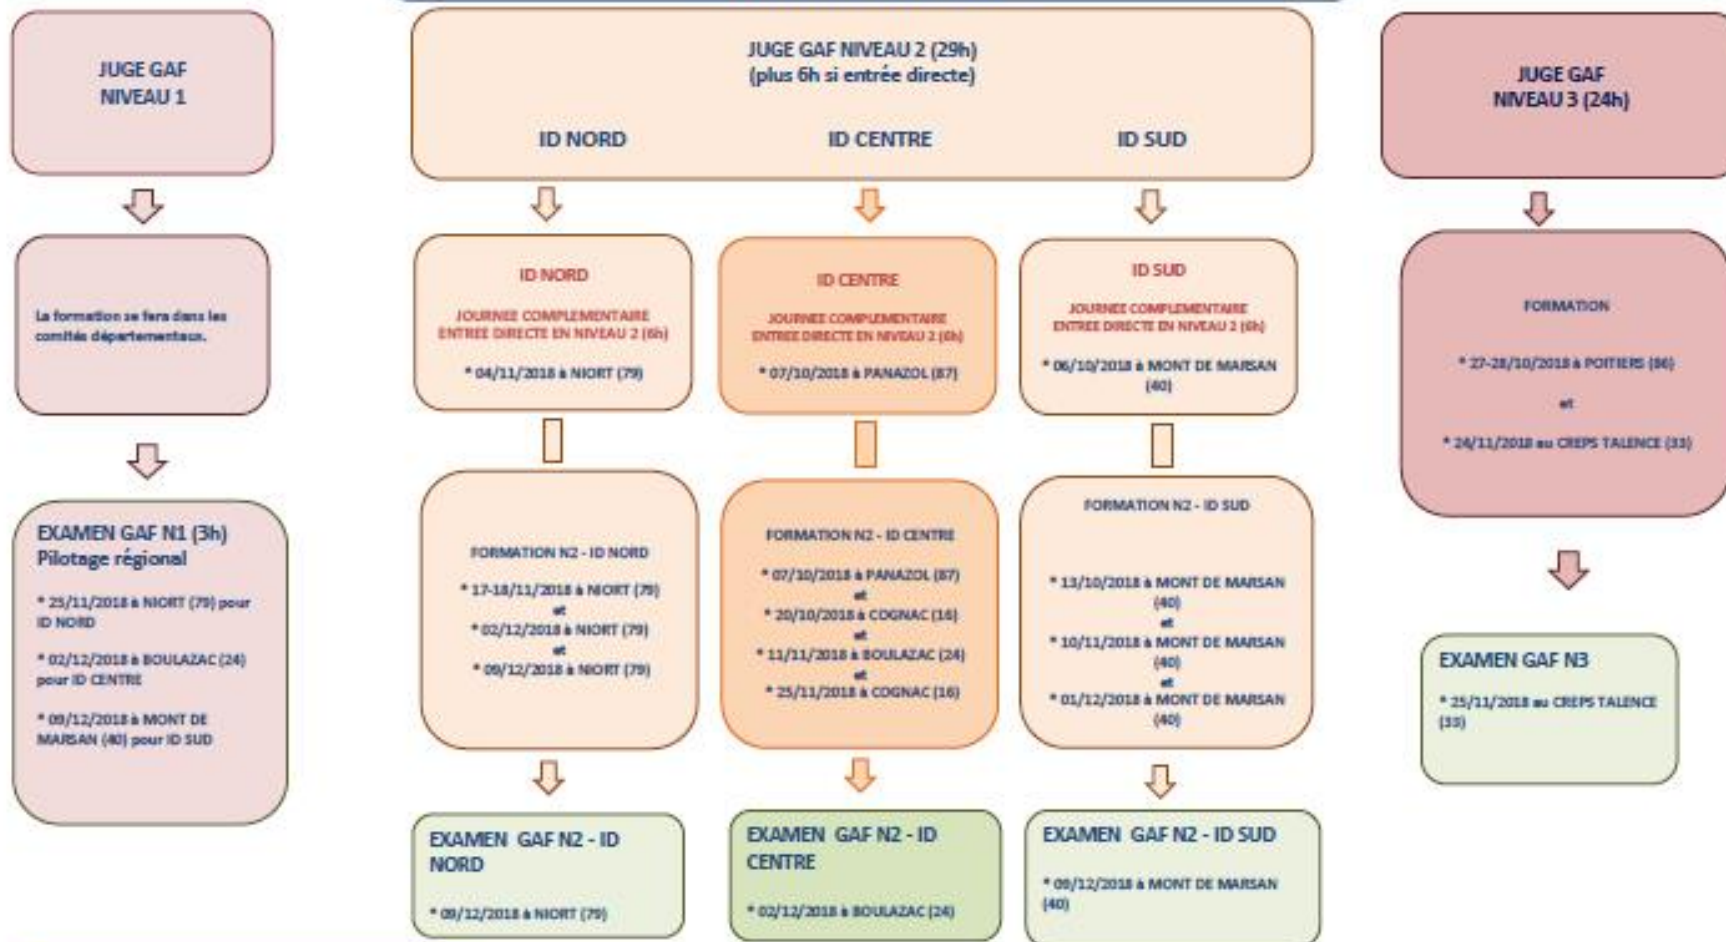 JUGE GAF
NIVEAU 1
La formation se fera dans les
comités départementaux.
EXAMEN GAF N1 (3h)
Pilotage régional
* 25/11/2018 à NIORT (79) pour
ID NORD
* 02/12/2018 à BOULAZAC (24)
pour ID CENTRE
* 09/12/2018 à MONT DE
MARSAN (40) pour ID SUD
JUGE GAF NIVEAU 2 (29h)
(plus 6h si entrée directe)
ID NORD
ID CENTRE
ID SUD
ID NORD
JOURNEE COMPLEMENTAIRE
ENTREE DIRECTE EN NIVEAU 2 (6h)
* 04/11/2018 à NIORT (79)
FORMATION N2 - ID NORD
* 17-18/11/2018 à NIORT (79)
et
* 02/12/2018 à NIORT (79)
et
* 09/12/2018 à NIORT (79)
EXAMEN GAF N2 - ID
NORD
* 09/12/2018 à NIORT (79)
ID CENTRE
JOURNEE COMPLEMENTAIRE
ENTREE DIRECTE EN NIVEAU 2 (6h)
* 07/10/2018 à PANAZOL (87)
FORMATION N2 - ID CENTRE
* 07/10/2018 à PANAZOL (87)
et
* 20/10/2018 à COGNAC (16)
et
* 11/11/2018 à BOULAZAC (24)
et
* 25/11/2018 à COGNAC (16)
EXAMEN GAF N2 - ID
CENTRE
* 02/12/2018 à BOULAZAC (24)
ID SUD
JOURNEE COMPLEMENTAIRE
ENTREE DIRECTE EN NIVEAU 2 (6h)
* 06/10/2018 à MONT DE MARSAN
(40)
FORMATION N2 - ID SUD
* 13/10/2018 à MONT DE MARSAN
(40)
et
* 10/11/2018 à MONT DE MARSAN
(40)
et
* 01/12/2018 à MONT DE MARSAN
(40)
EXAMEN GAF N2 - ID SUD
* 09/12/2018 à MONT DE MARSAN
(40)
JUGE GAF
NIVEAU 3 (24h)
FORMATION
* 27-28/10/2018 à POITIERS (86)
et
* 24/11/2018 au CREPS TALENCE (33)
EXAMEN GAF N3
* 25/11/2018 au CREPS TALENCE
(33)